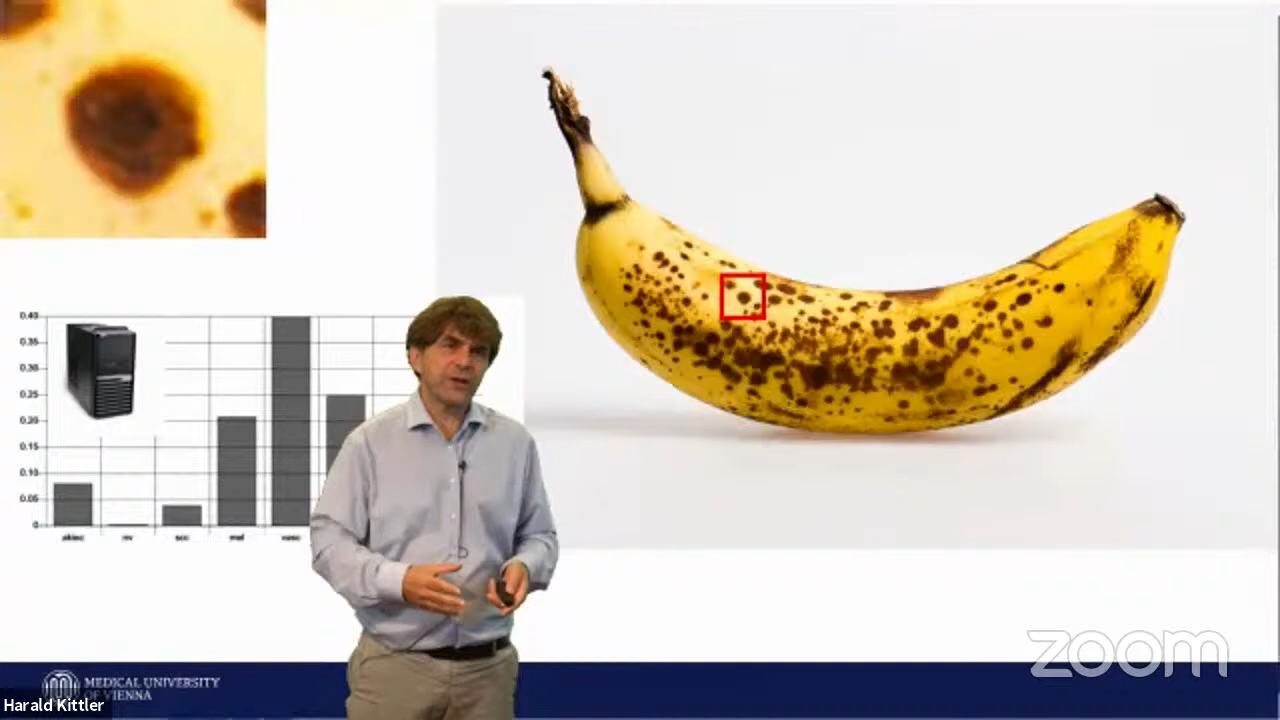 0.40
0.35
0.30
0.25
0.20
0.15
0.10
0.05
0
akiec nv scc mel vasc
zoom
MEDICAL UNIVERSITY
OF VIENNA
Harald Kittler